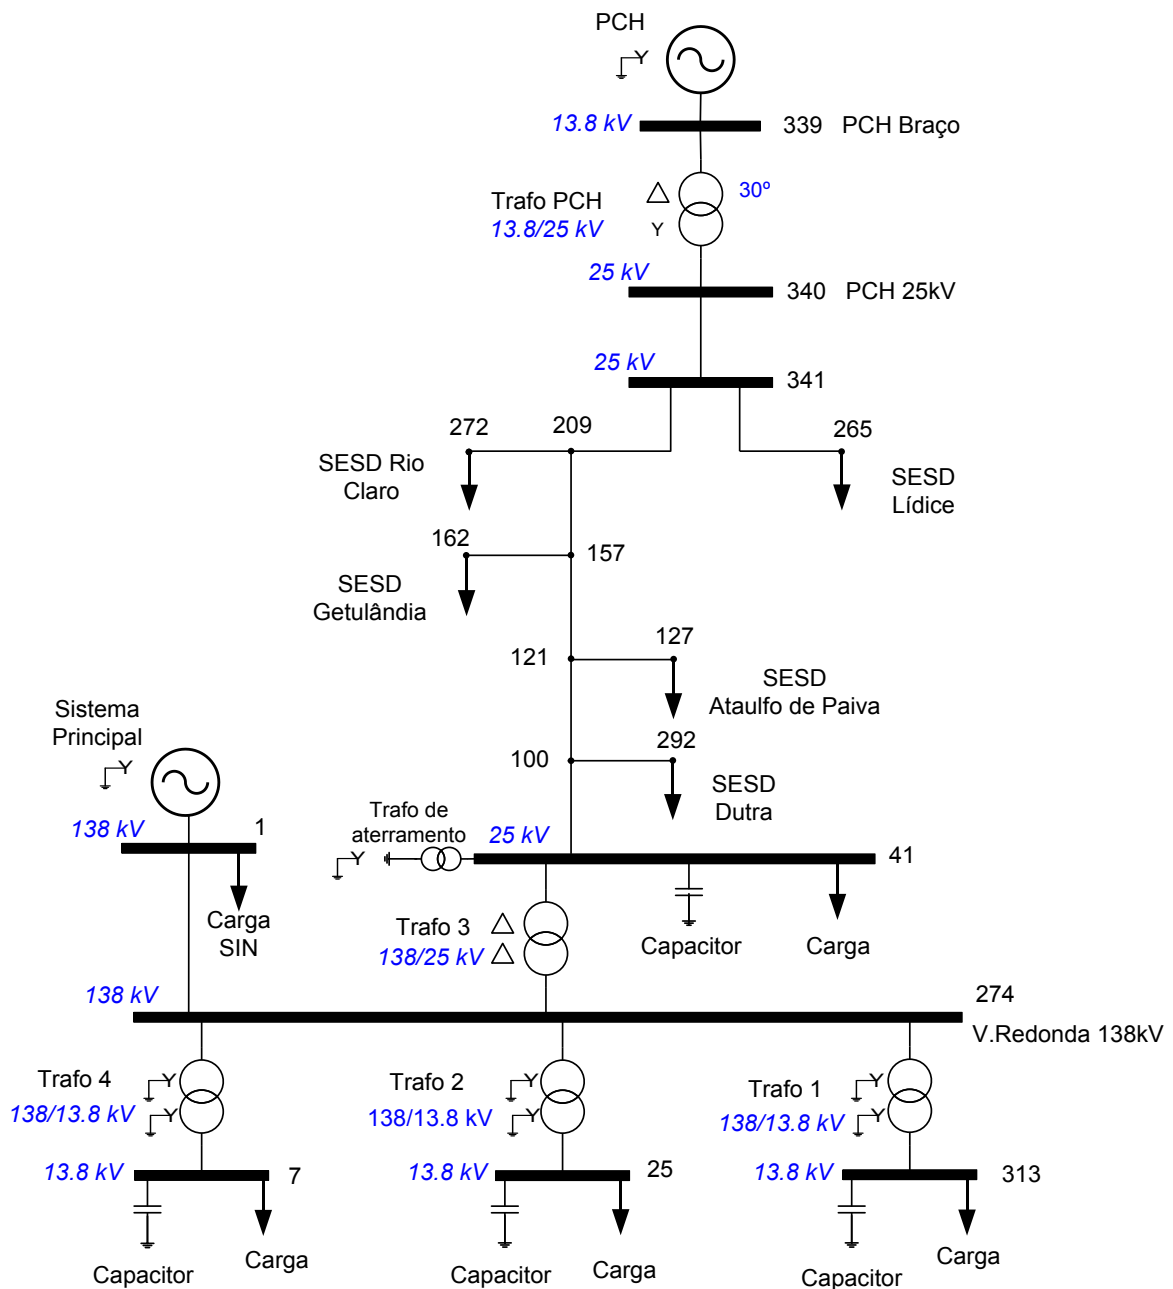 PCH
Y
13.8 kV
339 PCH Braço
Trafo PCH
13.8/25 kV
Y
30º
25 kV
340 PCH 25kV
25 kV
341
272
209
265
SESD Rio
Claro
SESD
Lídice
162
157
SESD
Getulândia
121
127
SESD
Ataulfo de Paiva
Sistema
Principal
Y
100
292
SESD
Dutra
138 kV
1
Trafo de
aterramento
Y
25 kV
41
Carga
SIN
Trafo 3
138/25 kV
Capacitor
Carga
138 kV
274
V.Redonda 138kV
Trafo 4
138/13.8 kV
Y
Y
Trafo 2
138/13.8 kV
Y
Y
Trafo 1
138/13.8 kV
Y
Y
13.8 kV
7
13.8 kV
25
13.8 kV
313
Capacitor
Carga
Capacitor
Carga
Capacitor
Carga